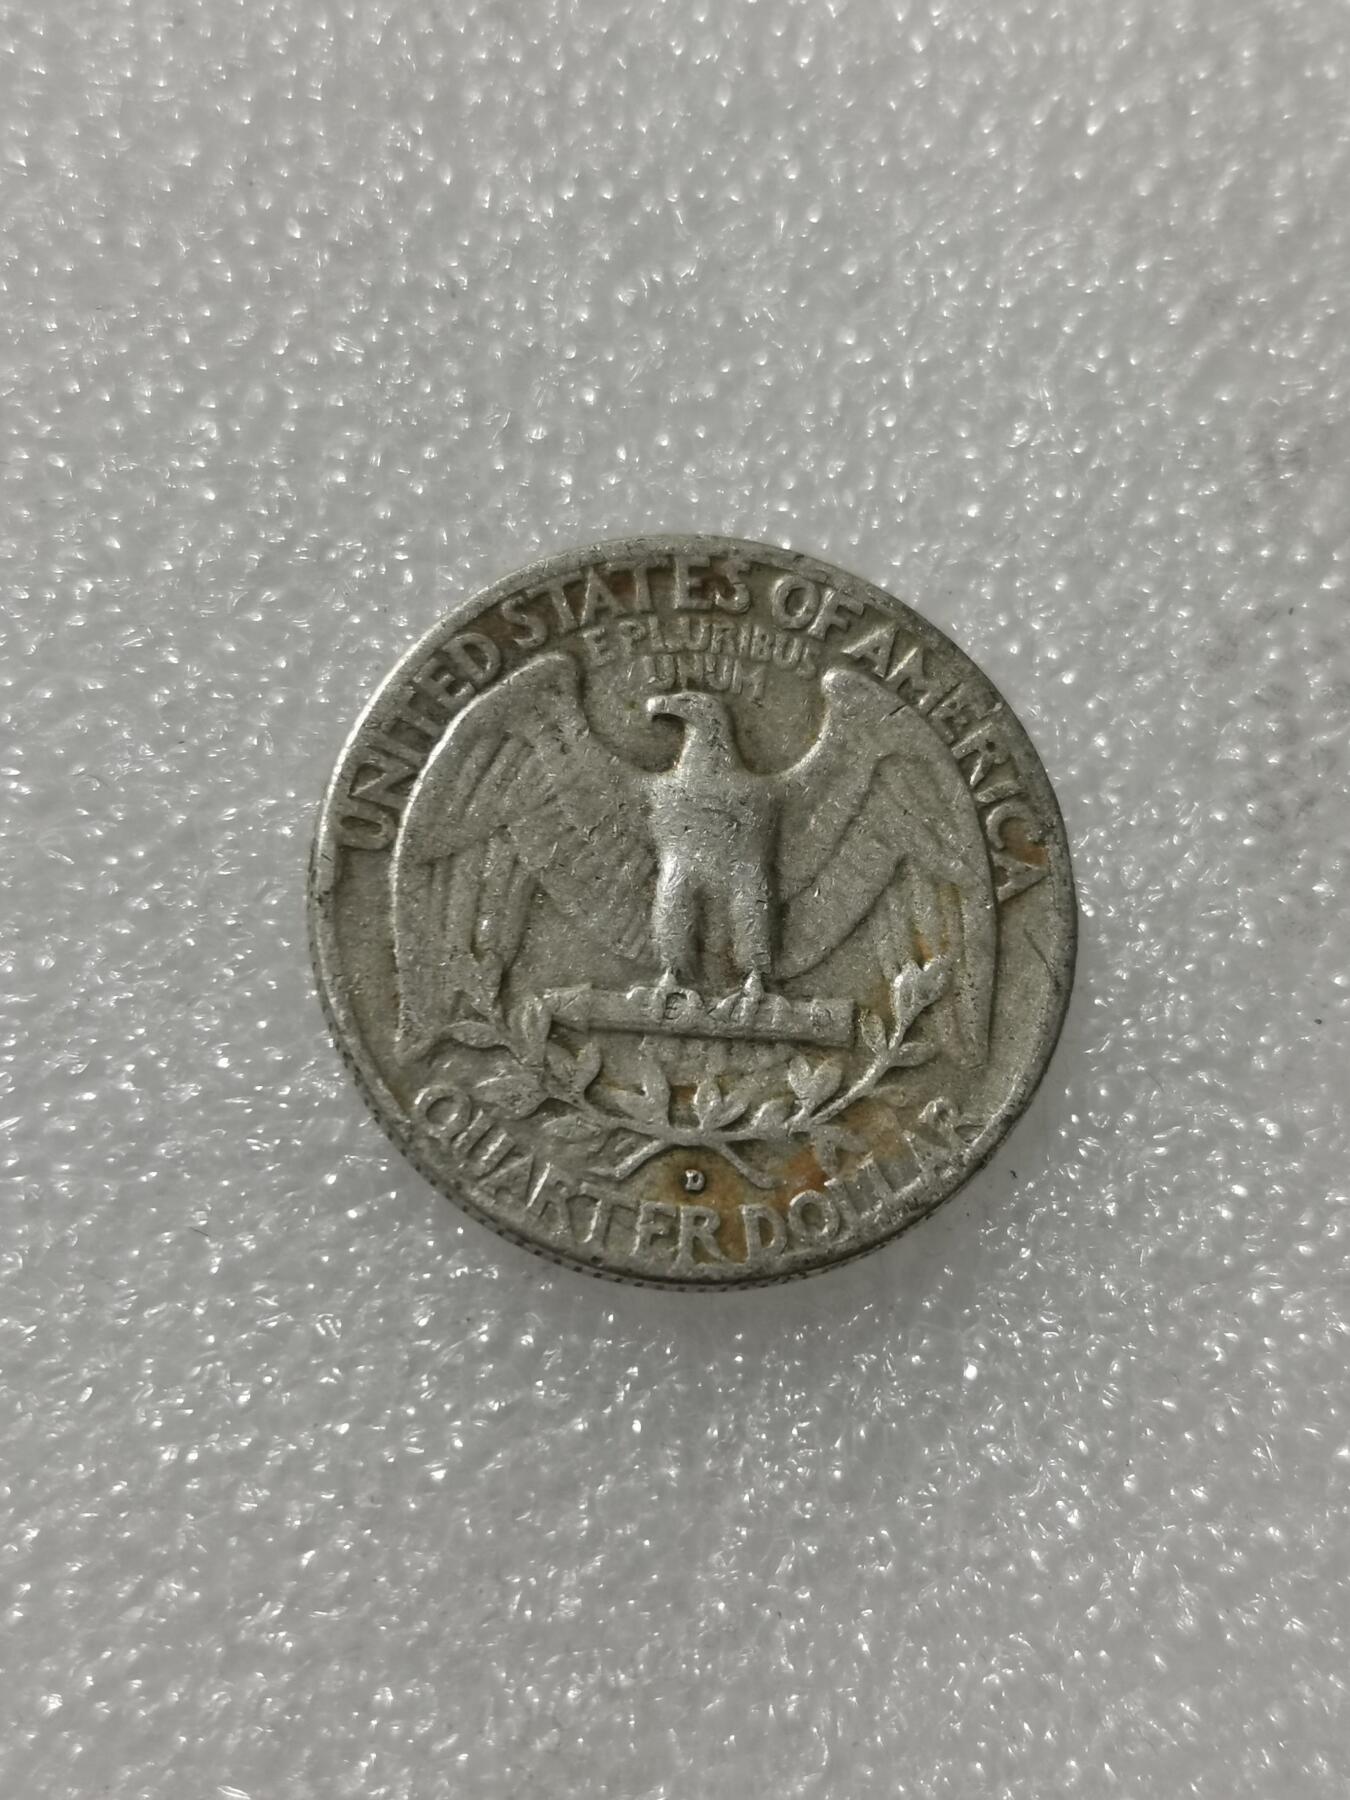 UNITED STATES OF AMERICA
E PLURIBUS
UNUM
D
QUARTER DOLLAR